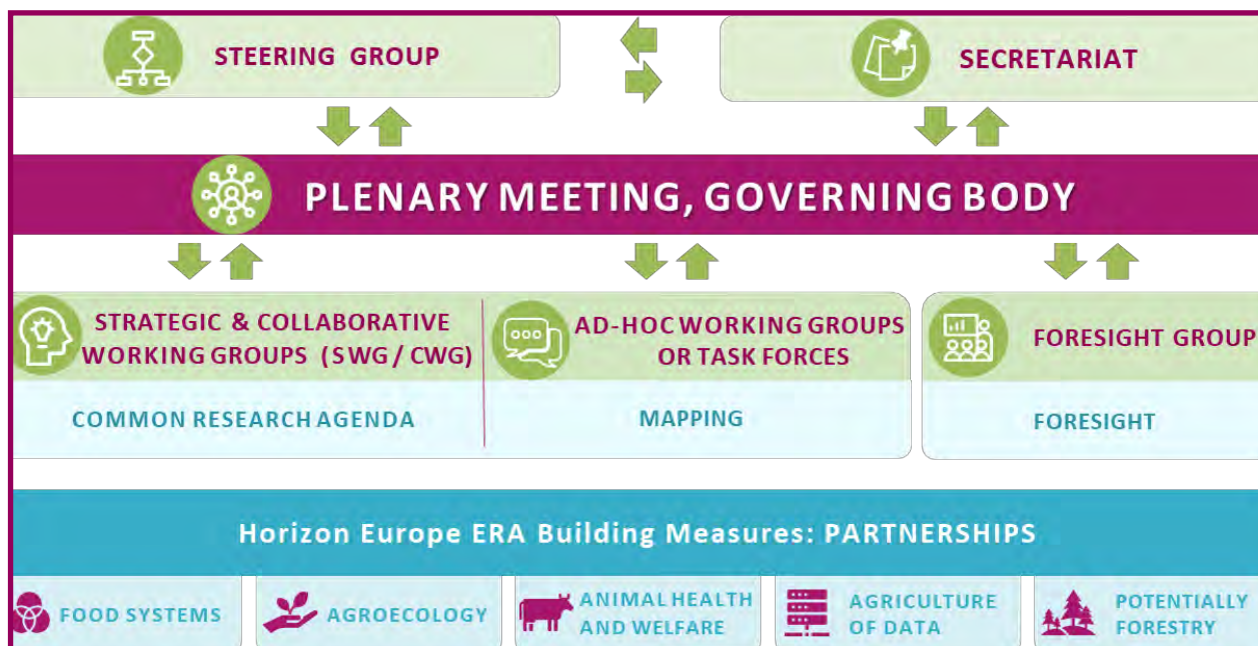 STEERING GROUP
SECRETARIAT
PLENARY MEETING, GOVERNING BODY
STRATEGIC & COLLABORATIVE
WORKING GROUPS (SWG / CWG)
COMMON RESEARCH AGENDA
AD-HOC WORKING GROUPS
OR TASK FORCES
MAPPING
FORESIGHT GROUP
FORESIGHT
Horizon Europe ERA Building Measures: PARTNERSHIPS
FOOD SYSTEMS
AGROECOLOGY
ANIMAL HEALTH
AND WELFARE
AGRICULTURE
OF DATA
POTENTIALLY
FORESTRY